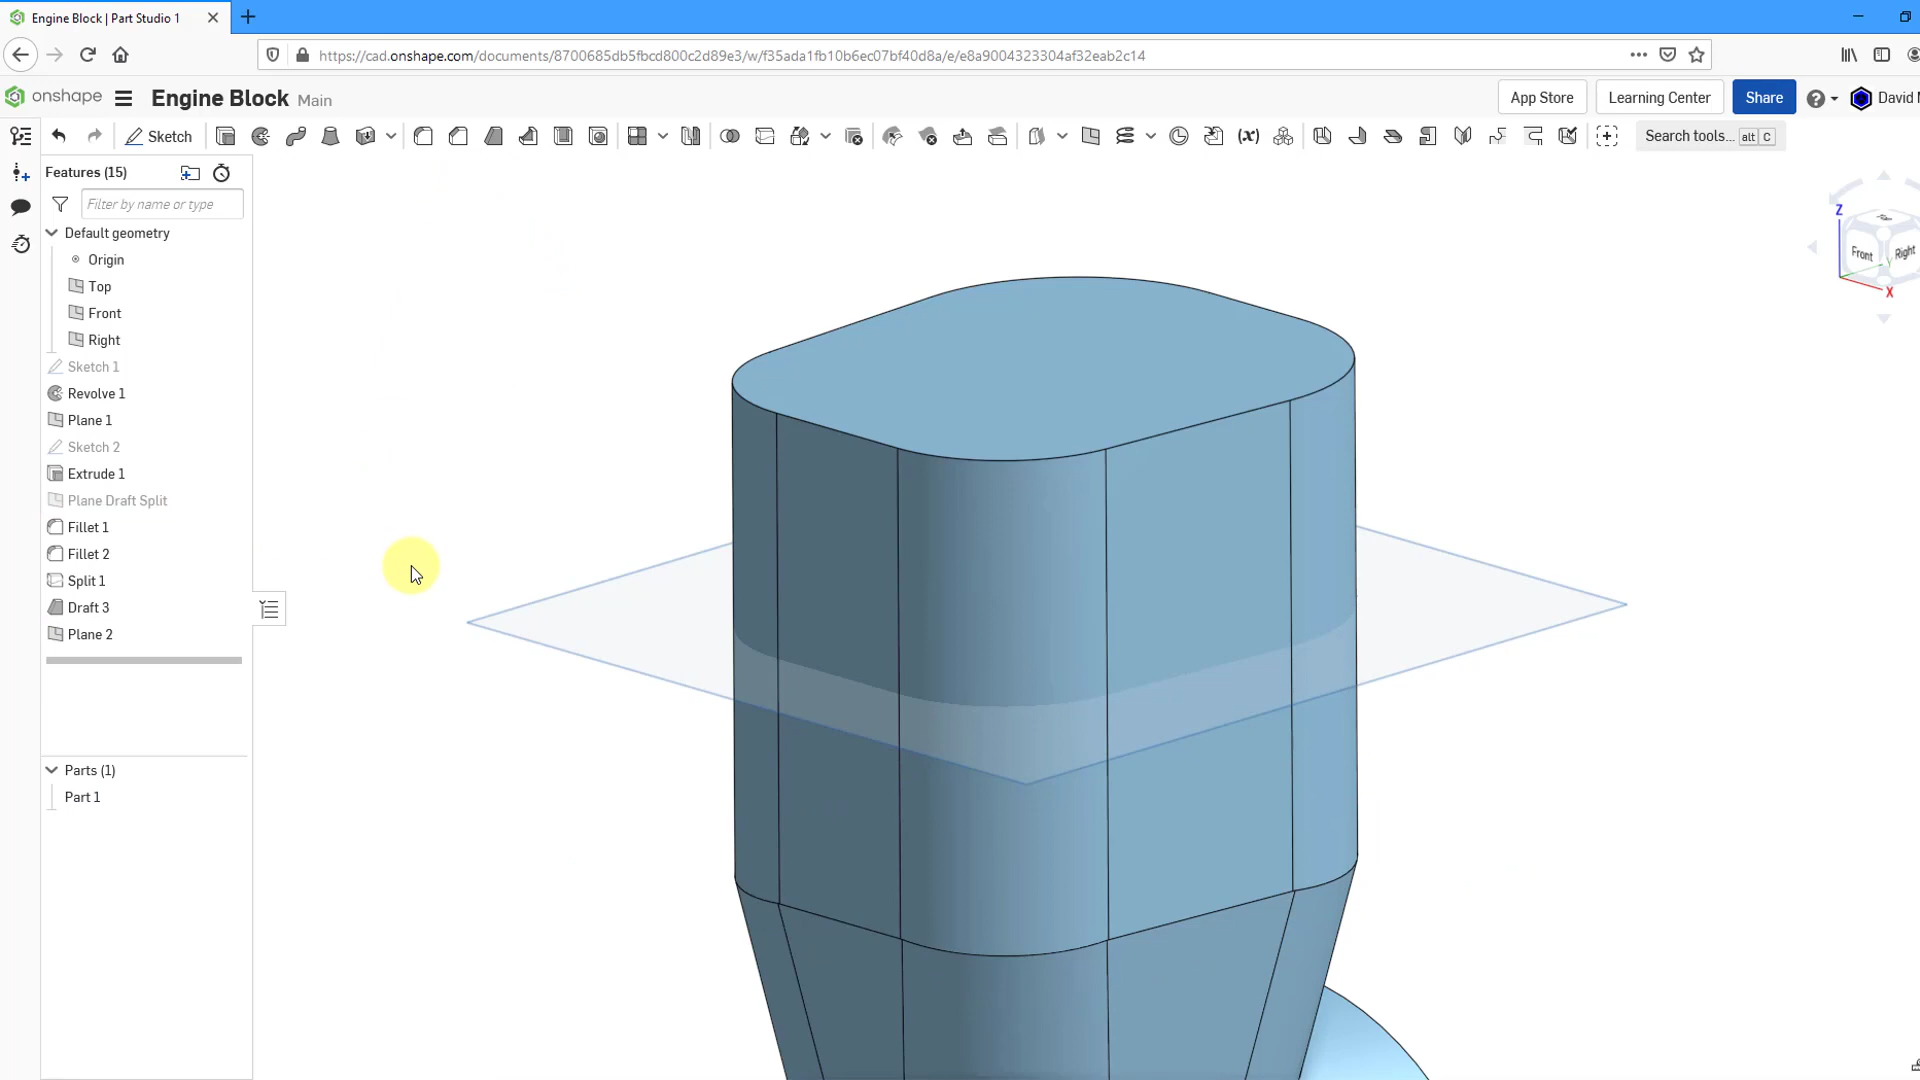 Engine Block | Part Studio 1
https://cad.onshape.com/documents/8700685db5fbcd800c2d89e3/w/f35ada1fb10b6ec07bf40d8a/e/e8a9004323304af32eab2c14
onshape
Engine Block Main
App Store
Learning Center
Share
David
Sketch
Search tools... alt C
Features (15)
Filter by name or type
Default geometry
Origin
Top
Front
Right
Sketch 1
Revolve 1
Plane 1
Sketch 2
Extrude 1
Plane Draft Split
Fillet 1
Fillet 2
Split 1
Draft 3
Plane 2
Parts (1)
Part 1
Z
Front
Right
X